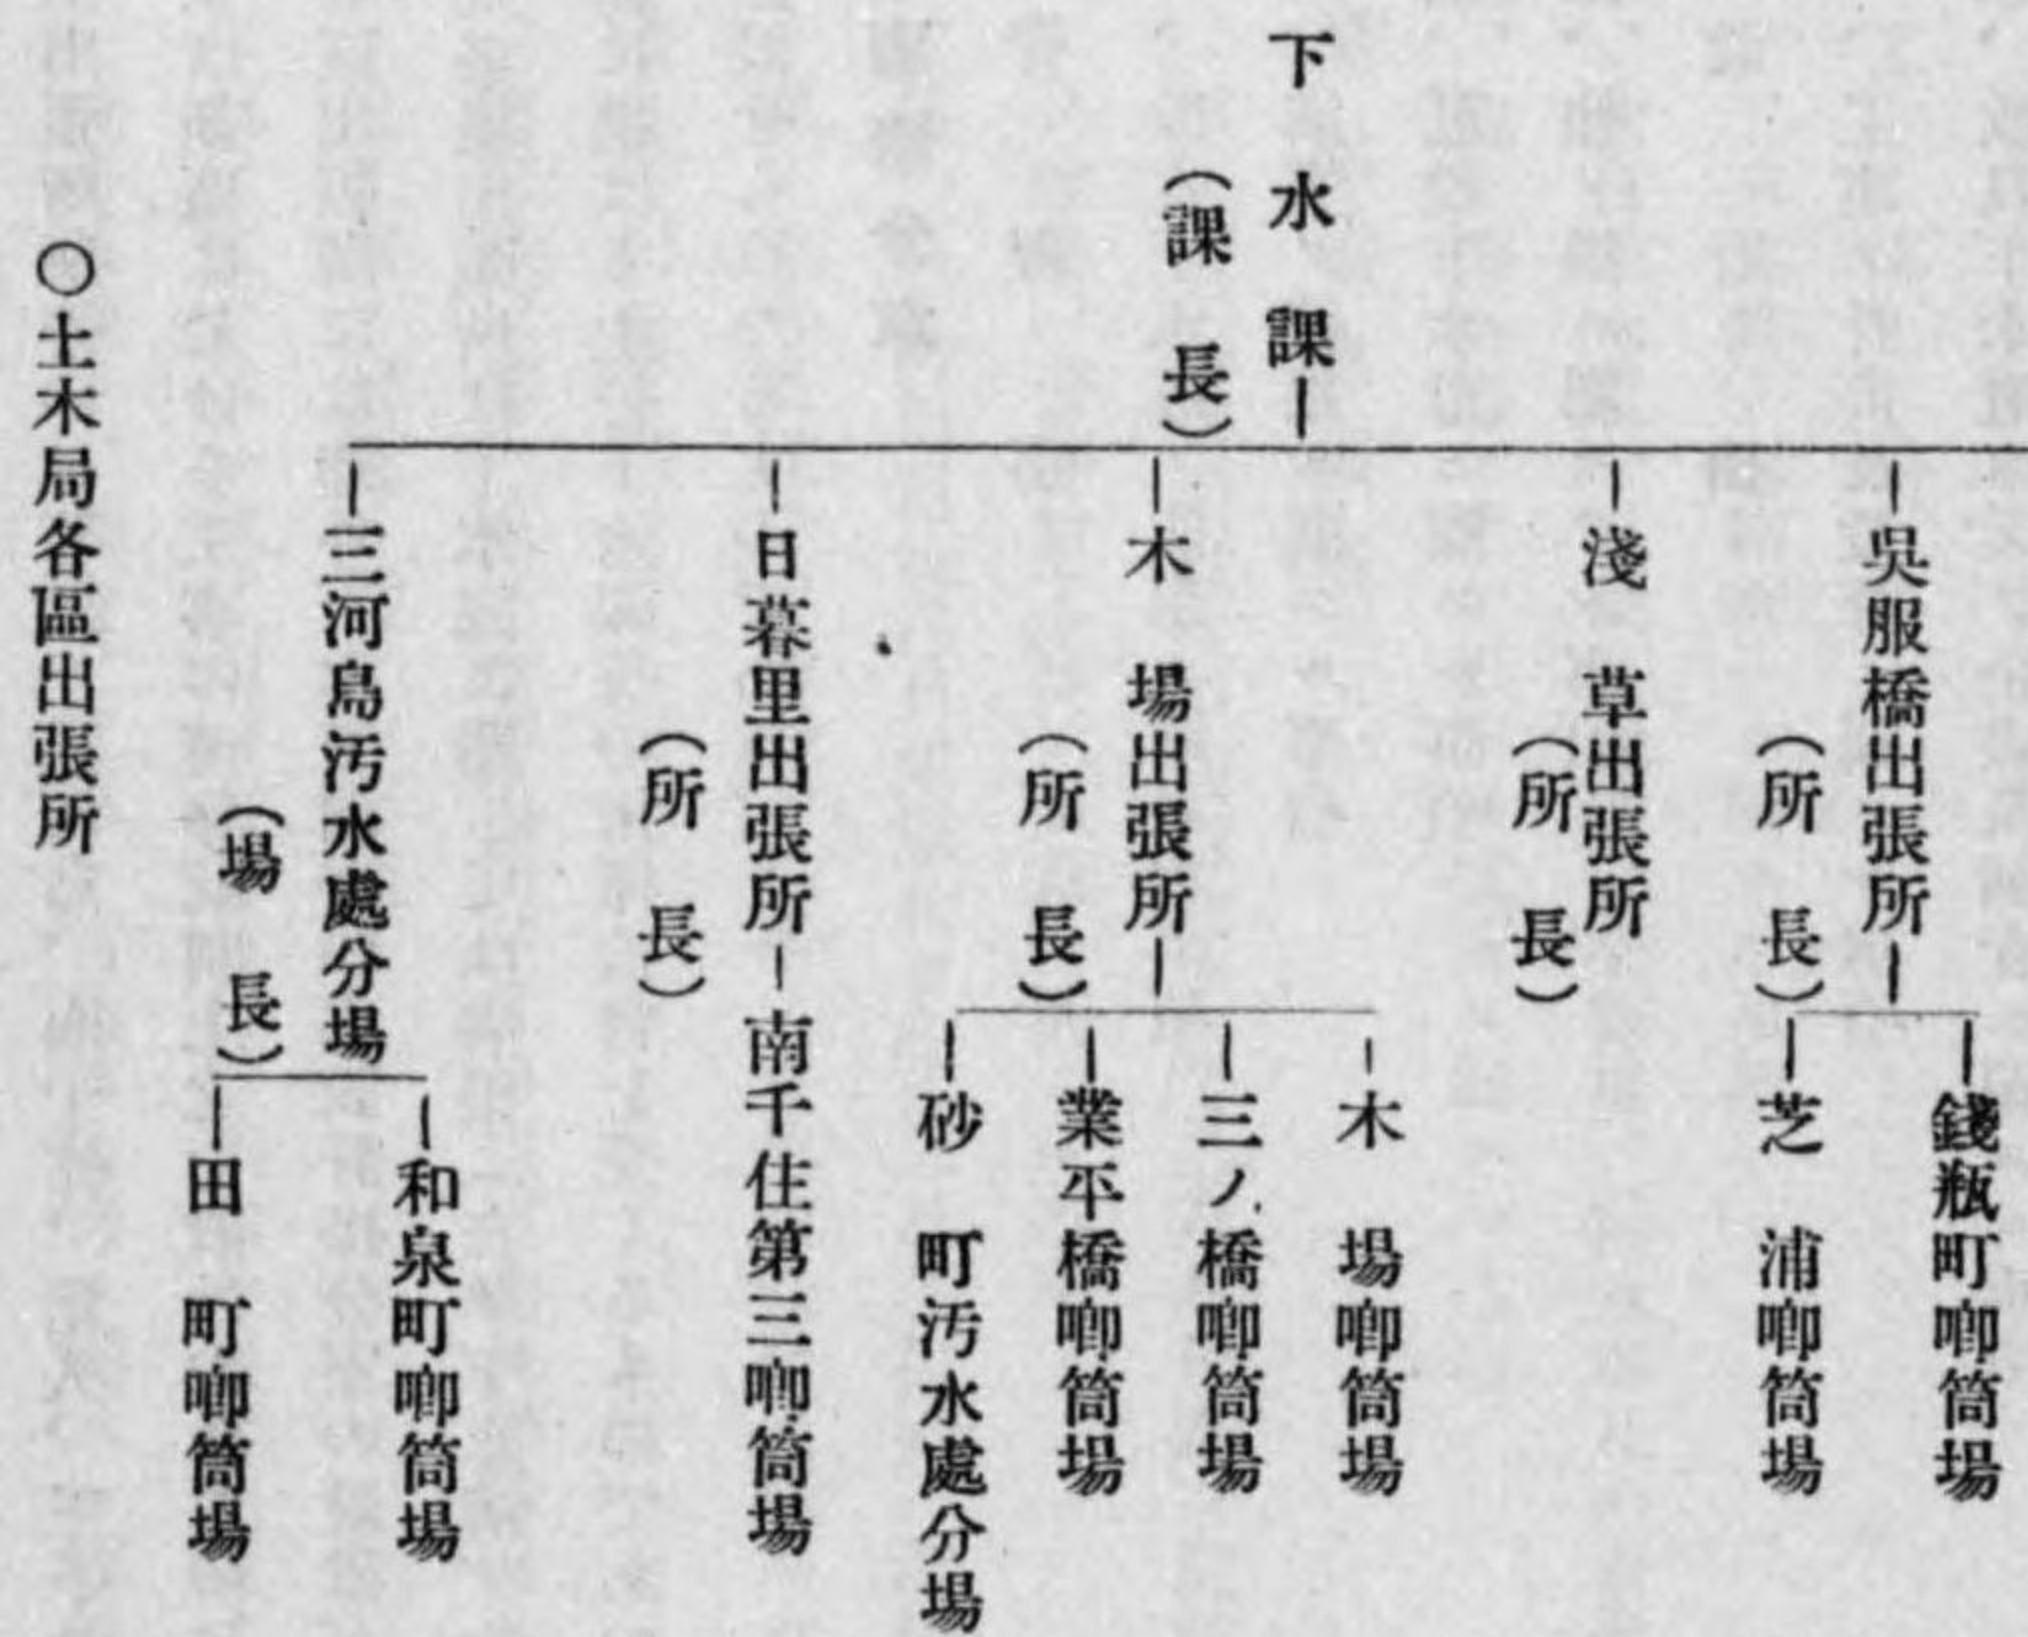 下水課
（課長）
吳服橋出張所
（所長）
錢瓶町喞筒場
芝浦喞筒場
淺草出張所
（所長）
木場出張所
（所長）
木場喞筒場
三ノ橋喞筒場
業平橋喞筒場
砂町汚水處分場
日暮里出張所
（所長）
南千住第三喞筒場
三河島汚水處分場
（場長）
和泉町喞筒場
田町喞筒場
〇土木局各區出張所